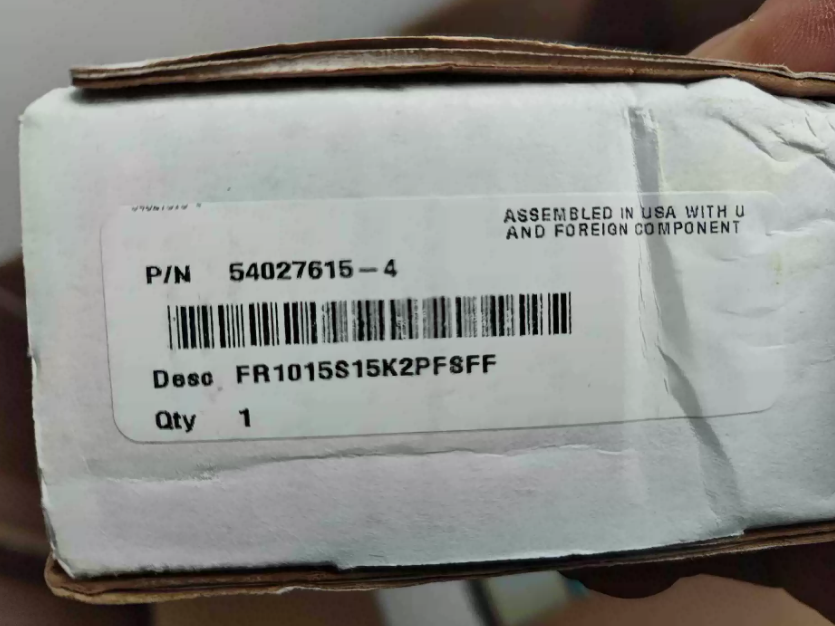 ASSEMBLED IN USA WITH U
AND FOREIGN COMPONENT
P/N 54027615-4
Desc FR1015S15K2PFSFF
Qty 1